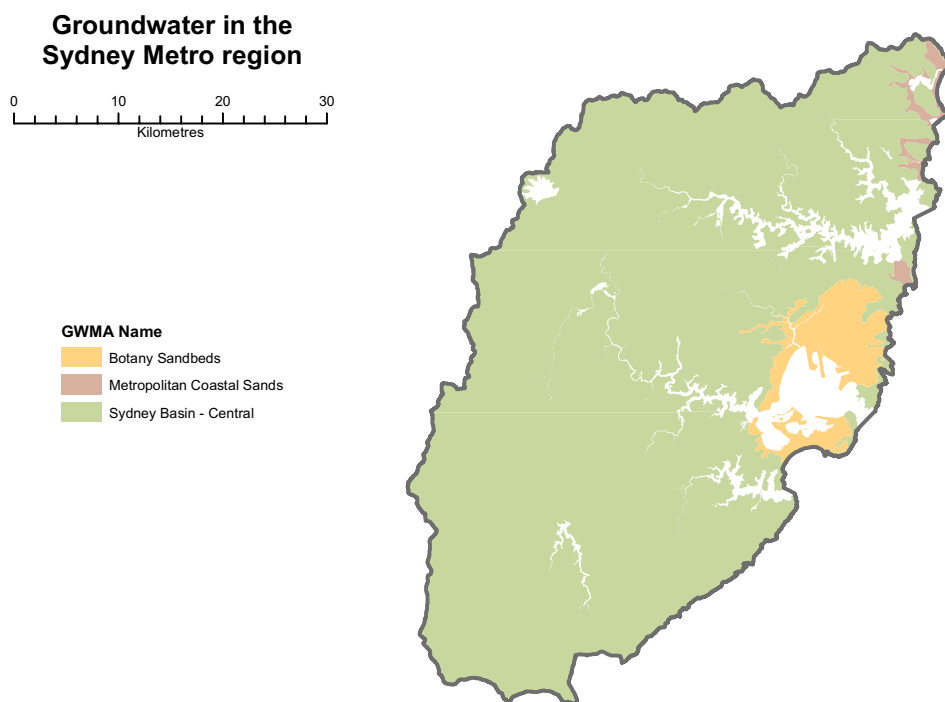 Groundwater in the
Sydney Metro region
0 10 20 30
Kilometres
GWMA Name
Botany Sandbeds
Metropolitan Coastal Sands
Sydney Basin - Central